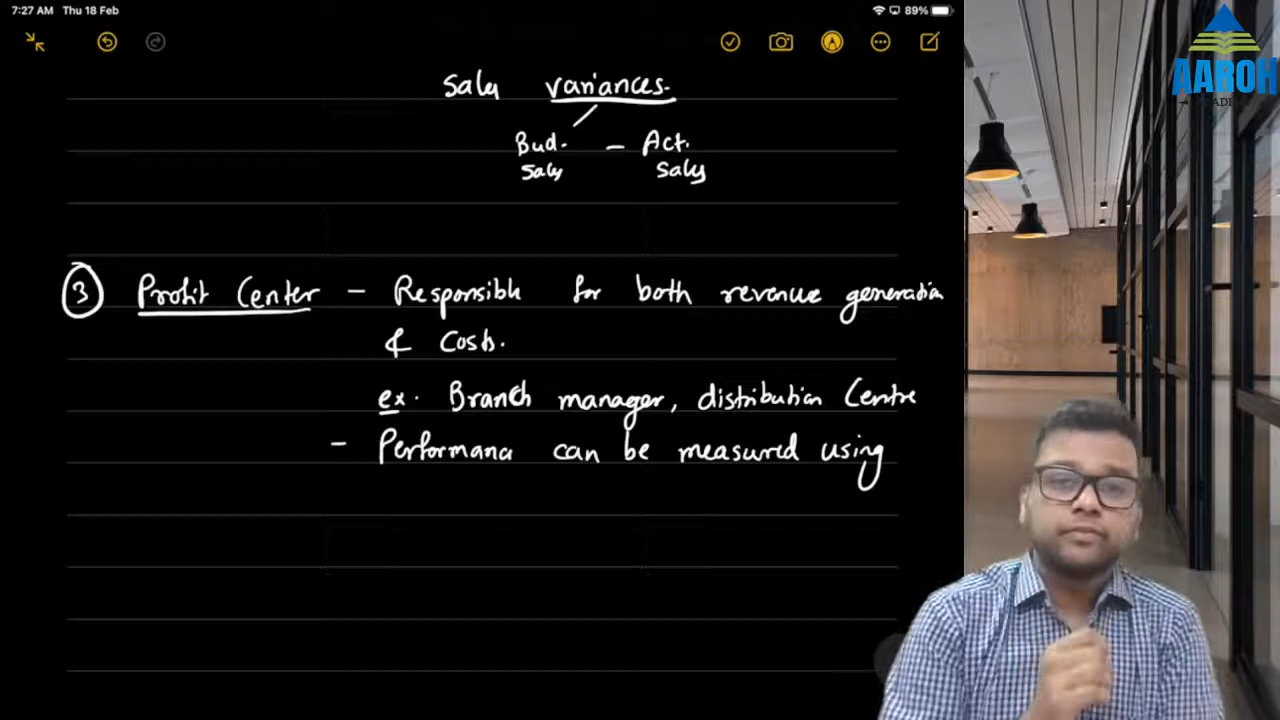 7:27 AM Thu 18 Feb
89%
AAROH
Sales variances.
Bud. - Act.
Sales Sales
3 Profit Center - Responsible for both revenue generation
& Costs.
ex. Branch manager, distribution Centre
- Performance can be measured using